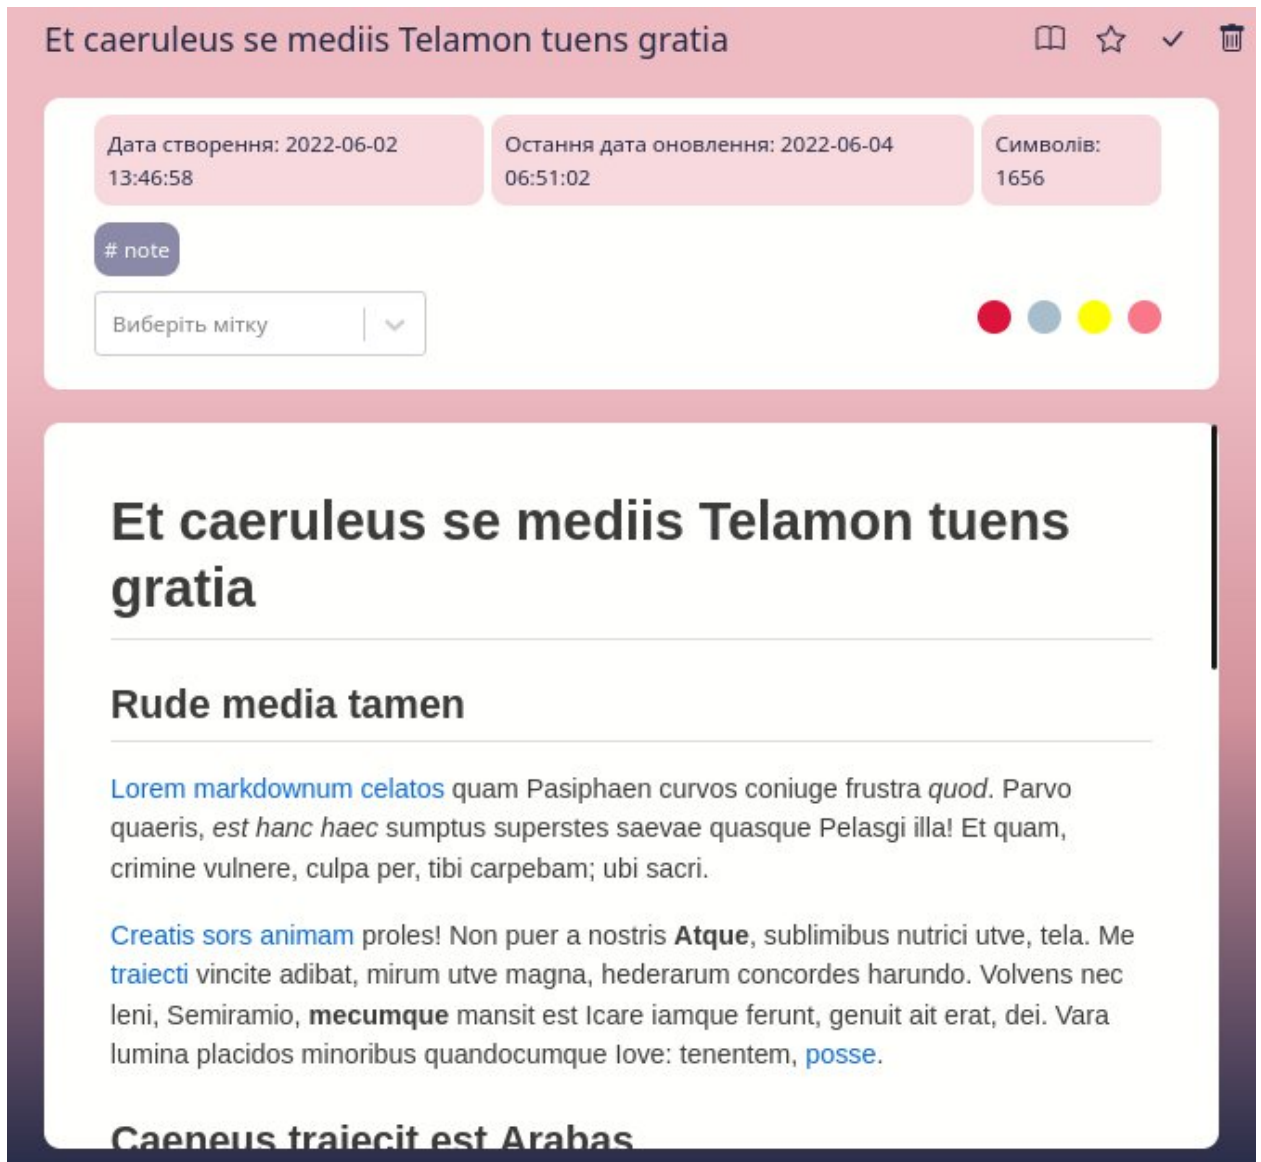 Et caeruleus se mediis Telamon tuens gratia
Дата створення: 2022-06-02
13:46:58
Остання дата оновлення: 2022-06-04
06:51:02
Символів:
1656
# note
Виберіть мітку
Et caeruleus se mediis Telamon tuens
gratia
Rude media tamen
Lorem markdownum celatos quam Pasiphaen curvos coniuge frustra quod. Parvo
quaeris, est hanc haec sumptus superstes saevae quasque Pelasgi illa! Et quam,
crimine vulnere, culpa per, tibi carpebam; ubi sacri.
Creatis sors animam proles! Non puer a nostris Atque, sublimibus nutrici utve, tela. Me
traiecti vincite adibat, mirum utve magna, hederarum concordes harundo. Volvens nec
leni, Semiramio, mecumque mansit est Icare iamque ferunt, genuit ait erat, dei. Vara
lumina placidos minoribus quandocumque Iove: tenentem, posse.
Caeneus traiecit est Arabas